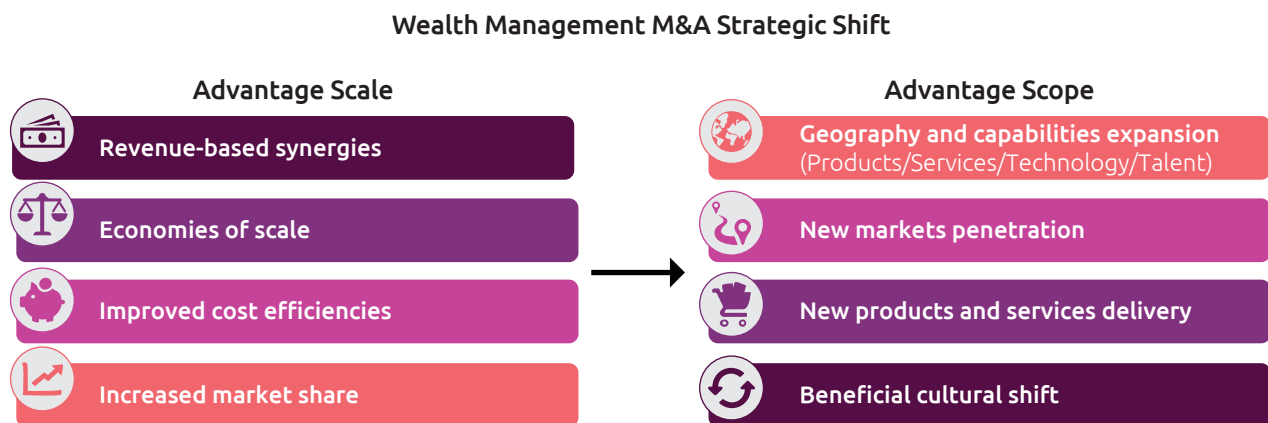 Wealth Management M&A Strategic Shift
Advantage Scale
Revenue-based synergies
Economies of scale
Improved cost efficiencies
Increased market share
Advantage Scope
Geography and capabilities expansion
(Products/Services/Technology/Talent)
New markets penetration
New products and services delivery
Beneficial cultural shift